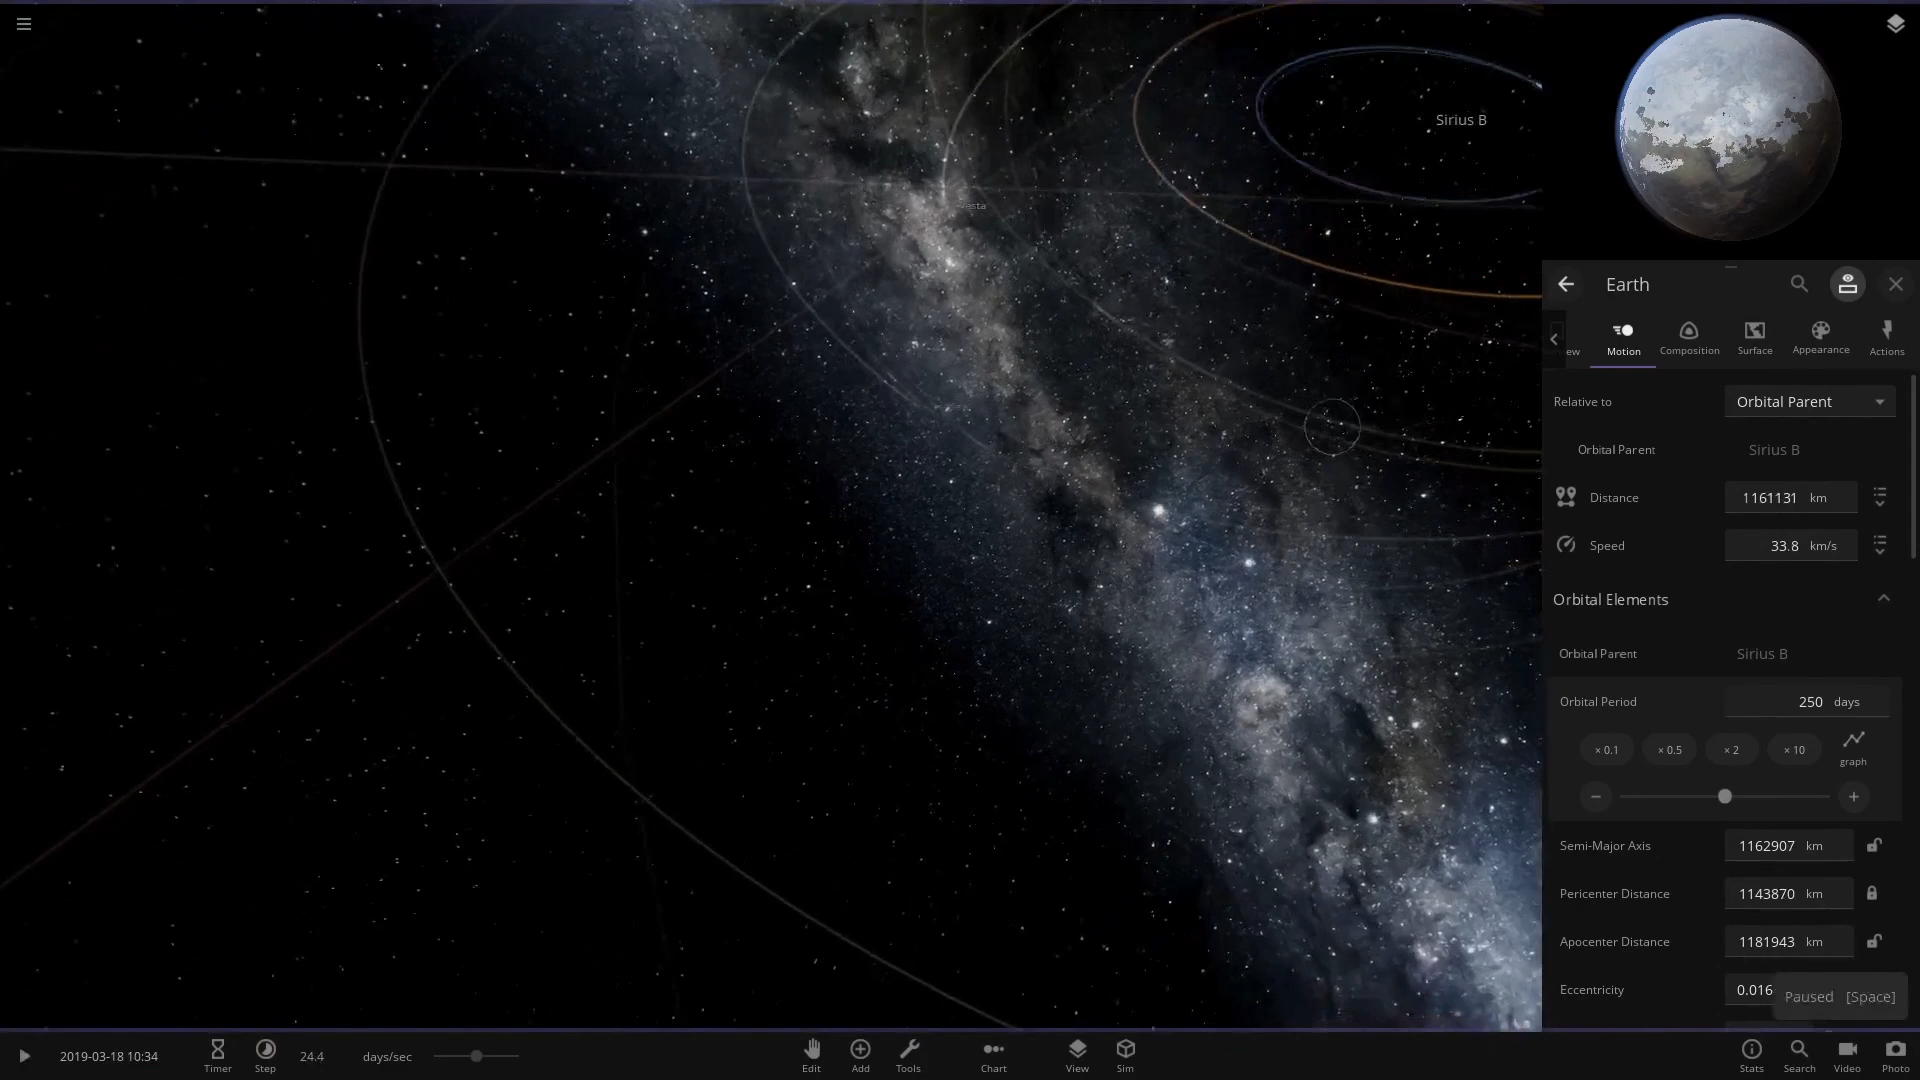 Sirius B
Earth
ew
Motion
Composition
Surface
Appearance
Actions
Relative to
Orbital Parent
Orbital Parent
Sirius B
Distance
1161131 km
Speed
33.8 km/s
Orbital Elements
Orbital Parent
Sirius B
Orbital Period
250 days
× 0.1
× 0.5
× 2
× 10
graph
Semi-Major Axis
1162907 km
Pericenter Distance
1143870 km
Apocenter Distance
1181943 km
Eccentricity
0.016
Paused [Space]
2019-03-18 10:34
Timer
Step
24.4 days/sec
Edit
Add
Tools
Chart
View
Sim
Stats
Search
Video
Photo